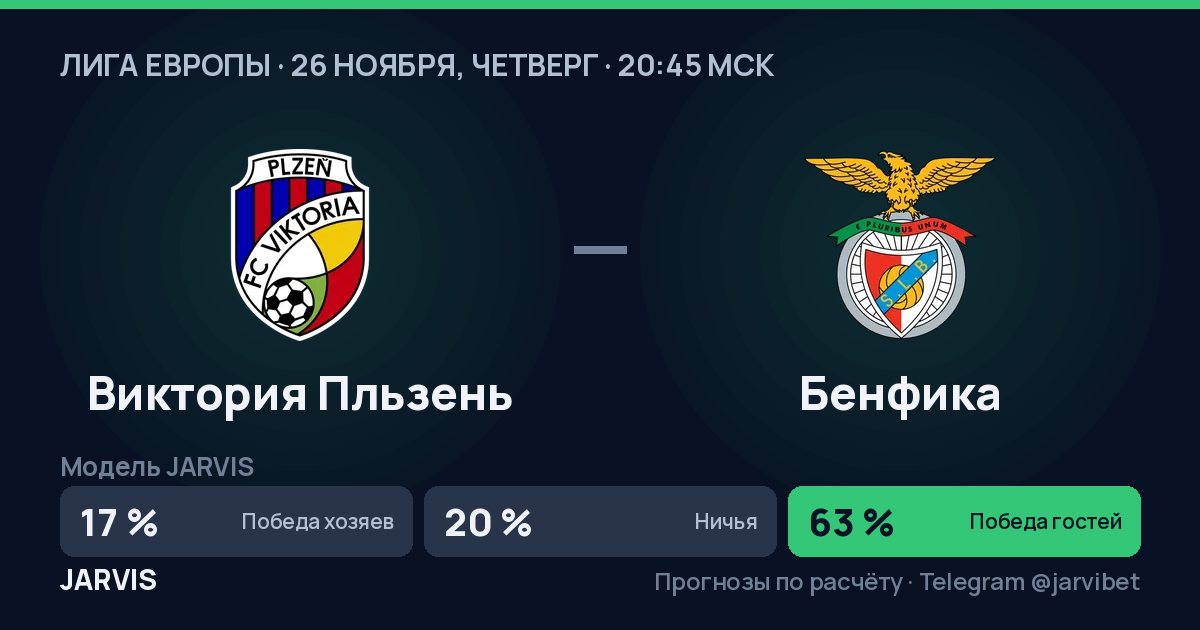 ЛИГА ЕВРОПЫ · 26 НОЯБРЯ, ЧЕТВЕРГ · 20:45 МСК
PLZEŇ
FC VIKTORIA
E PLURIBUS UNUM
S.L.B.
—
Виктория Пльзень
Бенфика
Модель JARVIS
17 % Победа хозяев
20 % Ничья
63 % Победа гостей
JARVIS
Прогнозы по расчёту · Telegram @jarvibet